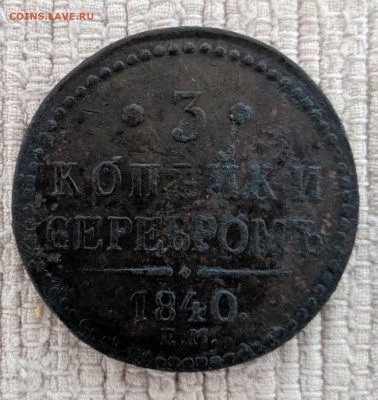 COINS.LAVE.RU
· 3 ·
КОПѢЙКИ
СЕРЕБРОМЪ
1840.
Е.М.